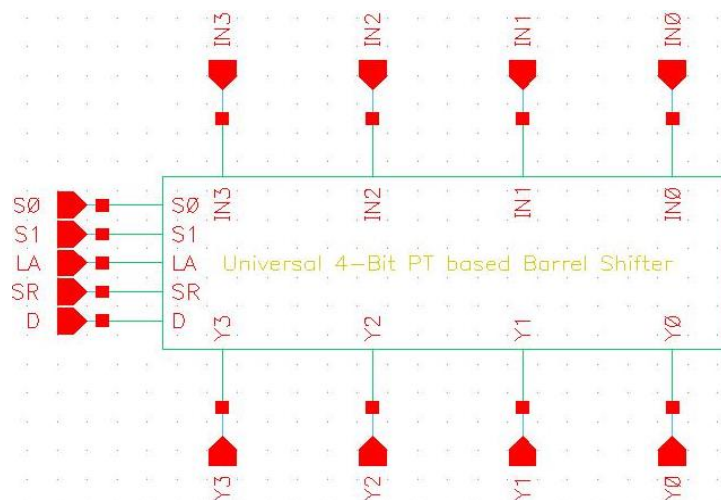 IN3 IN2 IN1 IN0
S0 S0 IN3 IN2 IN1 IN0
S1 S1
LA LA Universal 4-Bit PT based Barrel Shifter
SR SR
D D Y3 Y2 Y1 Y0
Y3 Y2 Y1 Y0